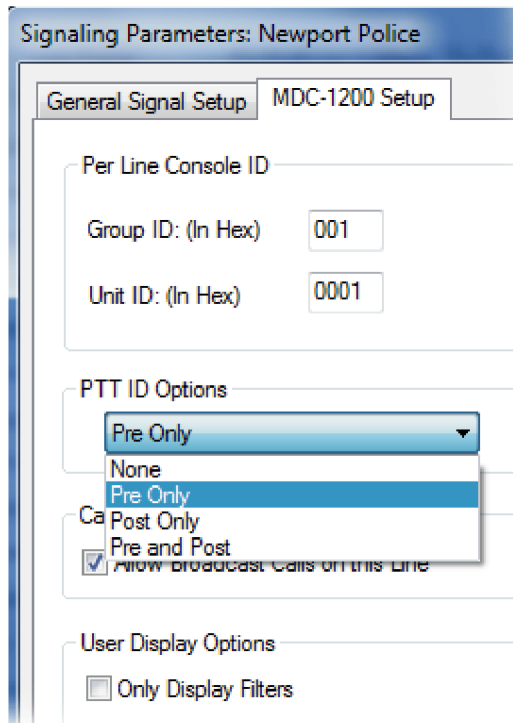 Signaling Parameters: Newport Police
General Signal Setup MDC-1200 Setup
Per Line Console ID
Group ID: (In Hex) 001
Unit ID: (In Hex) 0001
PTT ID Options
Pre Only
None
Pre Only
Ca Post Only
Pre and Post
Allow Broadcast Calls on this Line
User Display Options
Only Display Filters